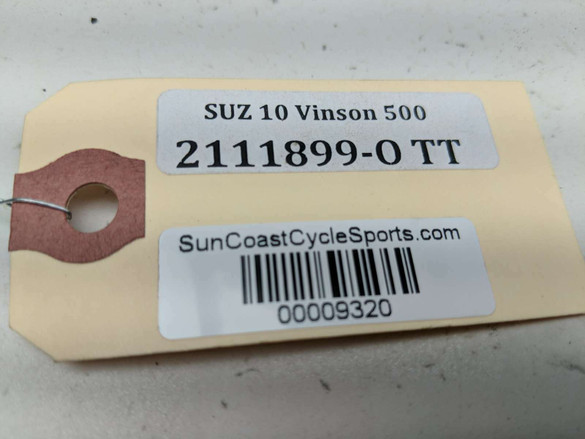 SUZ 10 Vinson 500
2111899-O TT
SunCoastCycleSports.com
00009320